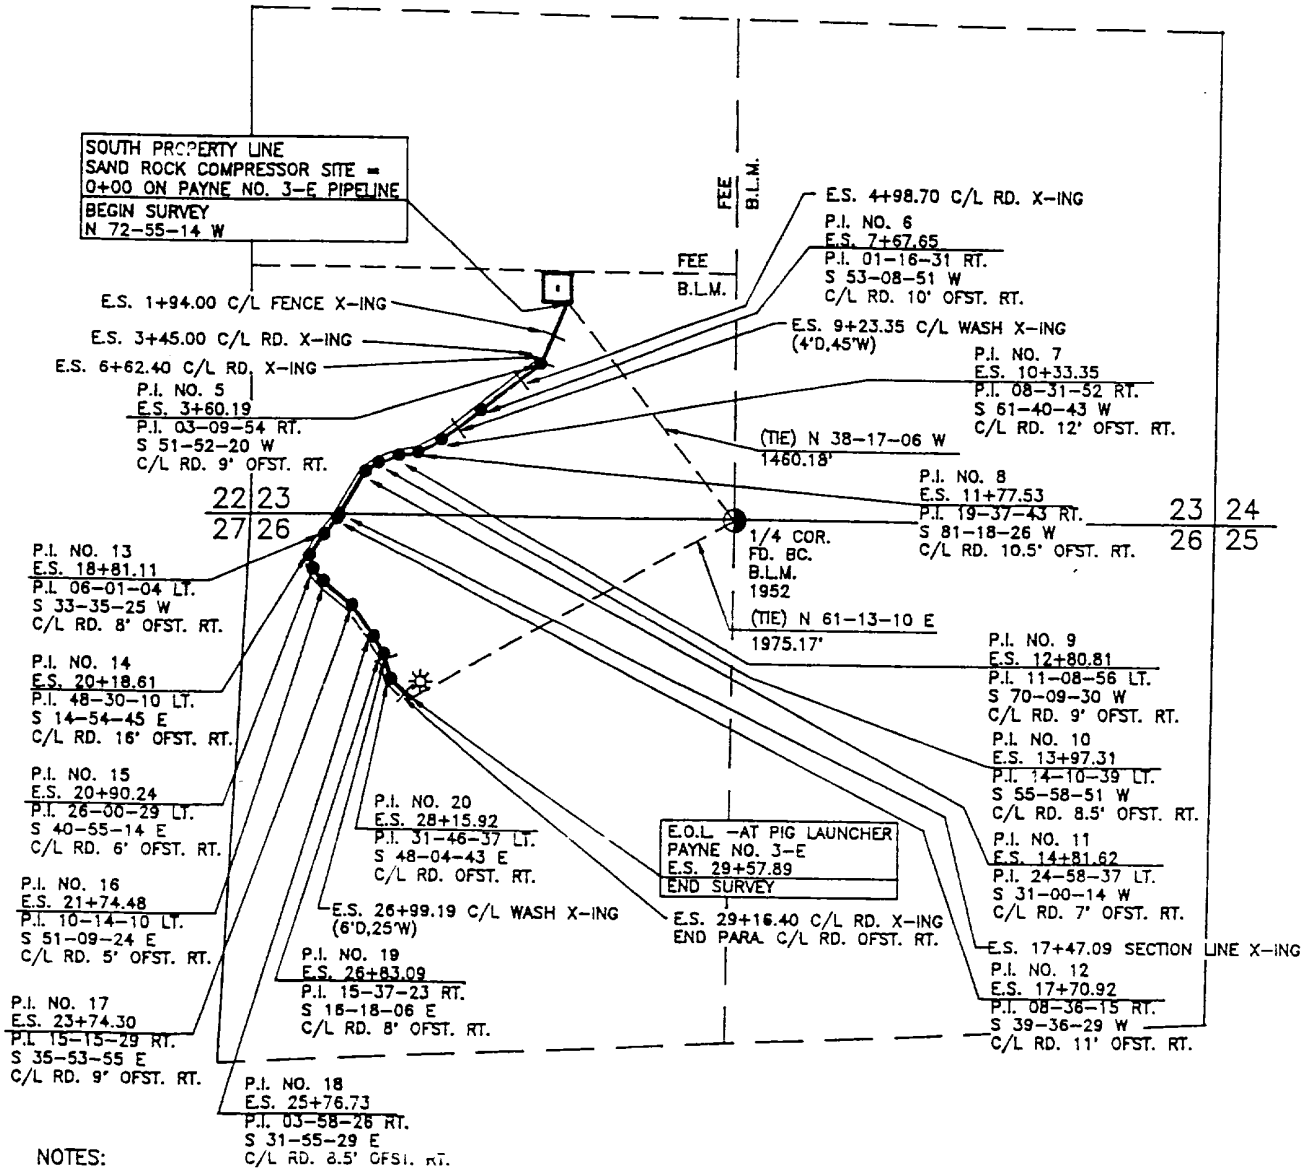 SOUTH PROPERTY LINE
SAND ROCK COMPRESSOR SITE =
0+00 ON PAYNE NO. 3-E PIPELINE
BEGIN SURVEY
N 72-55-14 W
FEE
B.L.M.
FEE
B.L.M.
E.S. 4+98.70 C/L RD. X-ING
P.I. NO. 6
E.S. 7+67.65
P.I. 01-16-31 RT.
S 53-08-51 W
C/L RD. 10' OFST. RT.
E.S. 1+94.00 C/L FENCE X-ING
E.S. 3+45.00 C/L RD. X-ING
E.S. 6+62.40 C/L RD. X-ING
P.I. NO. 5
E.S. 3+60.19
P.I. 03-09-54 RT.
S 51-52-20 W
C/L RD. 9' OFST. RT.
E.S. 9+23.35 C/L WASH X-ING
(4'D,45'W)
P.I. NO. 7
E.S. 10+33.35
P.I. 08-31-52 RT.
S 61-40-43 W
C/L RD. 12' OFST. RT.
(TIE) N 38-17-06 W
1460.18'
P.I. NO. 8
E.S. 11+77.53
P.I. 19-37-43 RT.
S 81-18-26 W
C/L RD. 10.5' OFST. RT.
22 23
27 26
23 24
26 25
1/4 COR.
FD. BC.
B.L.M.
1952
(TIE) N 61-13-10 E
1975.17'
P.I. NO. 13
E.S. 18+81.11
P.I. 06-01-04 LT.
S 33-35-25 W
C/L RD. 8' OFST. RT.
P.I. NO. 14
E.S. 20+18.61
P.I. 48-30-10 LT.
S 14-54-45 E
C/L RD. 16' OFST. RT.
P.I. NO. 15
E.S. 20+90.24
P.I. 26-00-29 LT.
S 40-55-14 E
C/L RD. 6' OFST. RT.
P.I. NO. 16
E.S. 21+74.48
P.I. 10-14-10 LT.
S 51-09-24 E
C/L RD. 5' OFST. RT.
P.I. NO. 17
E.S. 23+74.30
P.I. 15-15-29 RT.
S 35-53-55 E
C/L RD. 9' OFST. RT.
P.I. NO. 18
E.S. 25+76.73
P.I. 03-58-26 RT.
S 31-55-29 E
C/L RD. 8.5' OFST. RT.
P.I. NO. 19
E.S. 26+83.09
P.I. 15-37-23 RT.
S 16-18-06 E
C/L RD. 8' OFST. RT.
E.S. 26+99.19 C/L WASH X-ING
(6'D,25'W)
P.I. NO. 20
E.S. 28+15.92
P.I. 31-46-37 LT.
S 48-04-43 E
C/L RD. OFST. RT.
E.O.L. -AT PIG LAUNCHER
PAYNE NO. 3-E
E.S. 29+57.89
END SURVEY
E.S. 29+16.40 C/L RD. X-ING
END PARA. C/L RD. OFST. RT.
P.I. NO. 9
E.S. 12+80.81
P.I. 11-08-56 LT.
S 70-09-30 W
C/L RD. 9' OFST. RT.
P.I. NO. 10
E.S. 13+97.31
P.I. 14-10-39 LT.
S 55-58-51 W
C/L RD. 8.5' OFST. RT.
P.I. NO. 11
E.S. 14+81.62
P.I. 24-58-37 LT.
S 31-00-14 W
C/L RD. 7' OFST. RT.
E.S. 17+47.09 SECTION LINE X-ING
P.I. NO. 12
E.S. 17+70.92
P.I. 08-36-15 RT.
S 39-36-29 W
C/L RD. 11' OFST. RT.
NOTES: